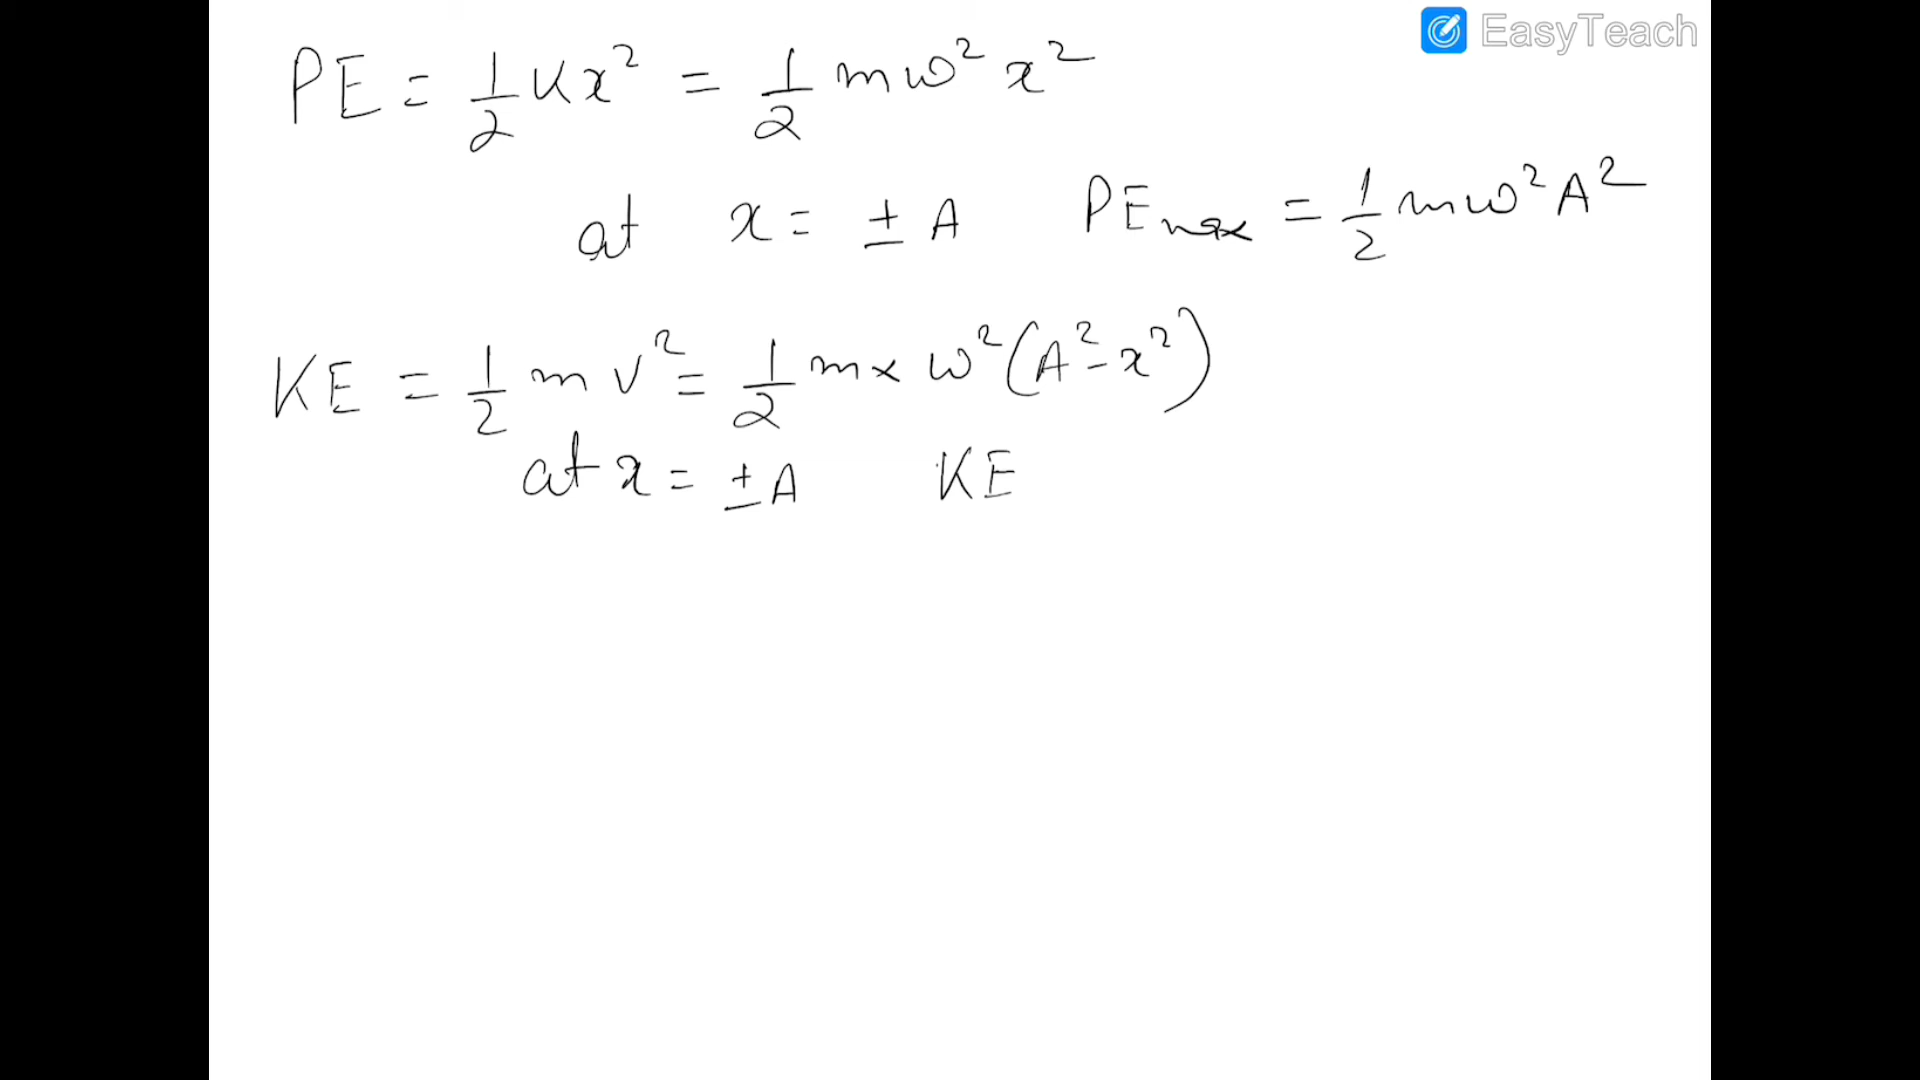 EasyTeach
PE = 1/2 Kx² = 1/2 mω² x²
at x = ± A PEmax = 1/2 mω² A²
KE = 1/2 m v² = 1/2 m × ω² (A² - x²)
at x = ± A KE